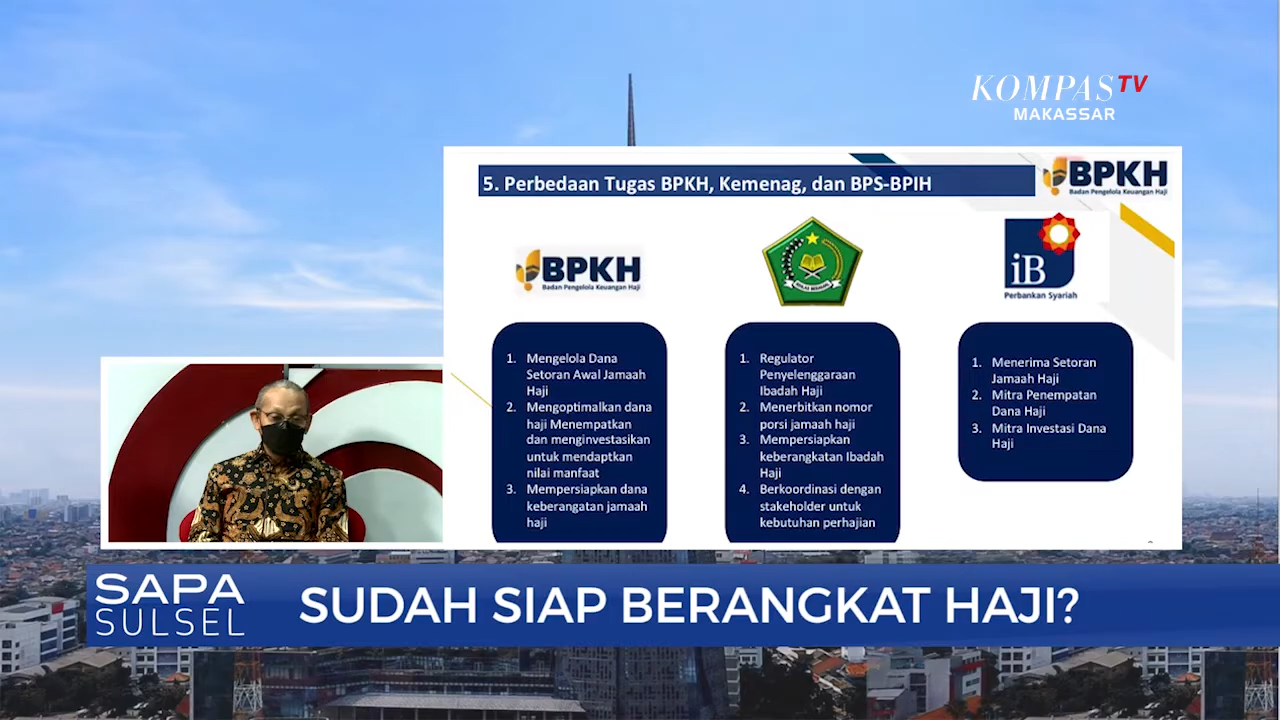 KOMPAS TV
MAKASSAR
5. Perbedaan Tugas BPKH, Kemenag, dan BPS-BPIH
BPKH
Badan Pengelola Keuangan Haji
BPKH
Badan Pengelola Keuangan Haji
IKHLAS BERAMAL
iB
Perbankan Syariah
1. Mengelola Dana
Setoran Awal Jamaah
Haji
2. Mengoptimalkan dana
haji Menempatkan
dan menginvestasikan
untuk mendaptkan
nilai manfaat
3. Mempersiapkan dana
keberangatan jamaah
haji
1. Regulator
Penyelenggaraan
Ibadah Haji
2. Menerbitkan nomor
porsi jamaah haji
3. Mempersiapkan
keberangkatan Ibadah
Haji
4. Berkoordinasi dengan
stakeholder untuk
kebutuhan perhajian
1. Menerima Setoran
Jamaah Haji
2. Mitra Penempatan
Dana Haji
3. Mitra Investasi Dana
Haji
SAPA
SULSEL
SUDAH SIAP BERANGKAT HAJI?